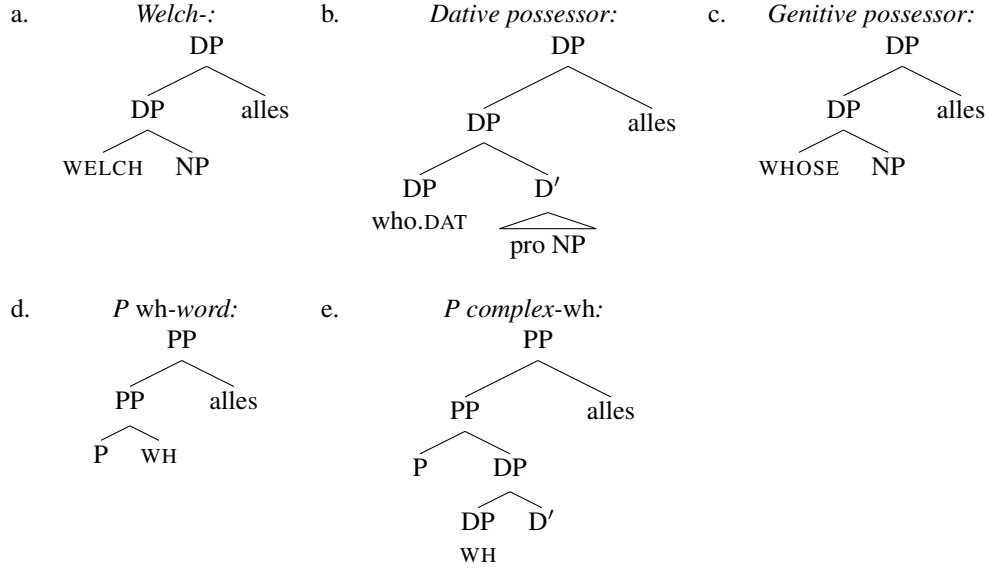 a. Welch-: b. Dative possessor: c. Genitive possessor:
DP DP DP
DP alles DP alles DP alles
WELCH NP DP D′ WHOSE NP
who.DAT pro NP
d. P wh-word: e. P complex-wh:
PP PP
PP alles PP alles
P WH P DP
DP D′
WH